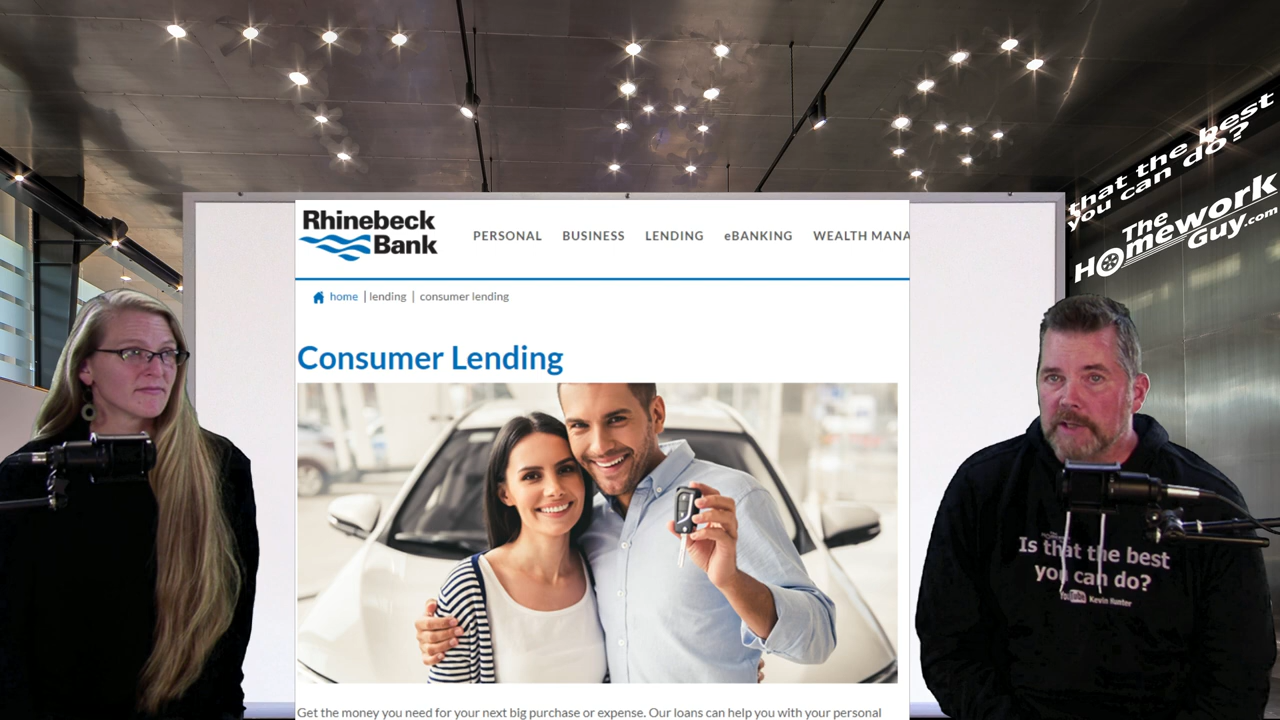 that the best
you can do?
The
Homework
Guy.com
Rhinebeck
Bank
PERSONAL BUSINESS LENDING eBANKING WEALTH MANA
home | lending | consumer lending
Consumer Lending
Is that the best
you can do?
YouTube Kevin Hunter
Get the money you need for your next big purchase or expense. Our loans can help you with your personal